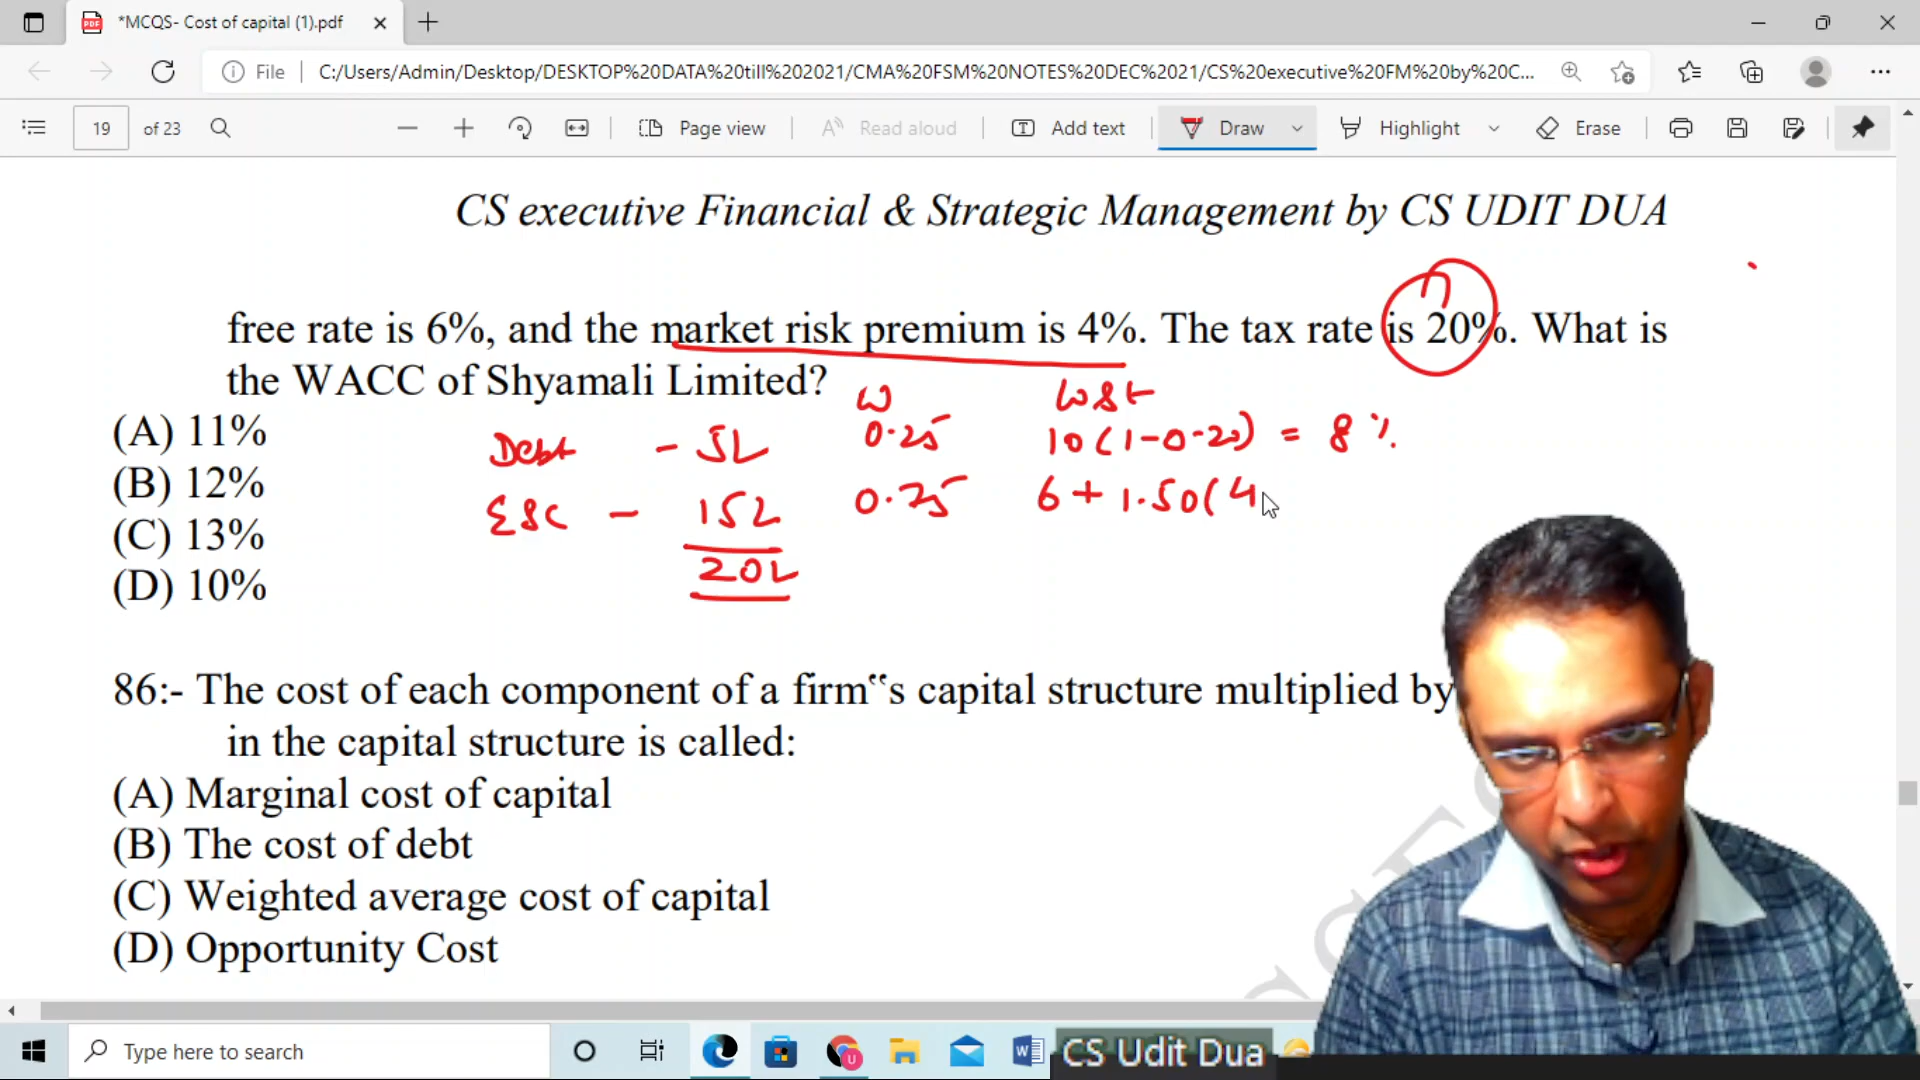 *MCQS- Cost of capital (1).pdf
File
C:/Users/Admin/Desktop/DESKTOP%20DATA%20till%202021/CMA%20FSM%20NOTES%20DEC%2021/CS%20executive%20FM%20by%20C...
19 of 23
Page view
Read aloud
Add text
Draw
Highlight
Erase
CS executive Financial & Strategic Management by CS UDIT DUA
free rate is 6%, and the market risk premium is 4%. The tax rate is 20%. What is
the WACC of Shyamali Limited?
W
(A) 11%
Debt - 5L 0.25 10(1-0.20) = 8%
(B) 12%
ESC - 15L 0.75 6 + 1.50(4
(C) 13%
20L
(D) 10%
86:- The cost of each component of a firm‟s capital structure multiplied by
in the capital structure is called:
(A) Marginal cost of capital
(B) The cost of debt
(C) Weighted average cost of capital
(D) Opportunity Cost
Type here to search
CS Udit Dua